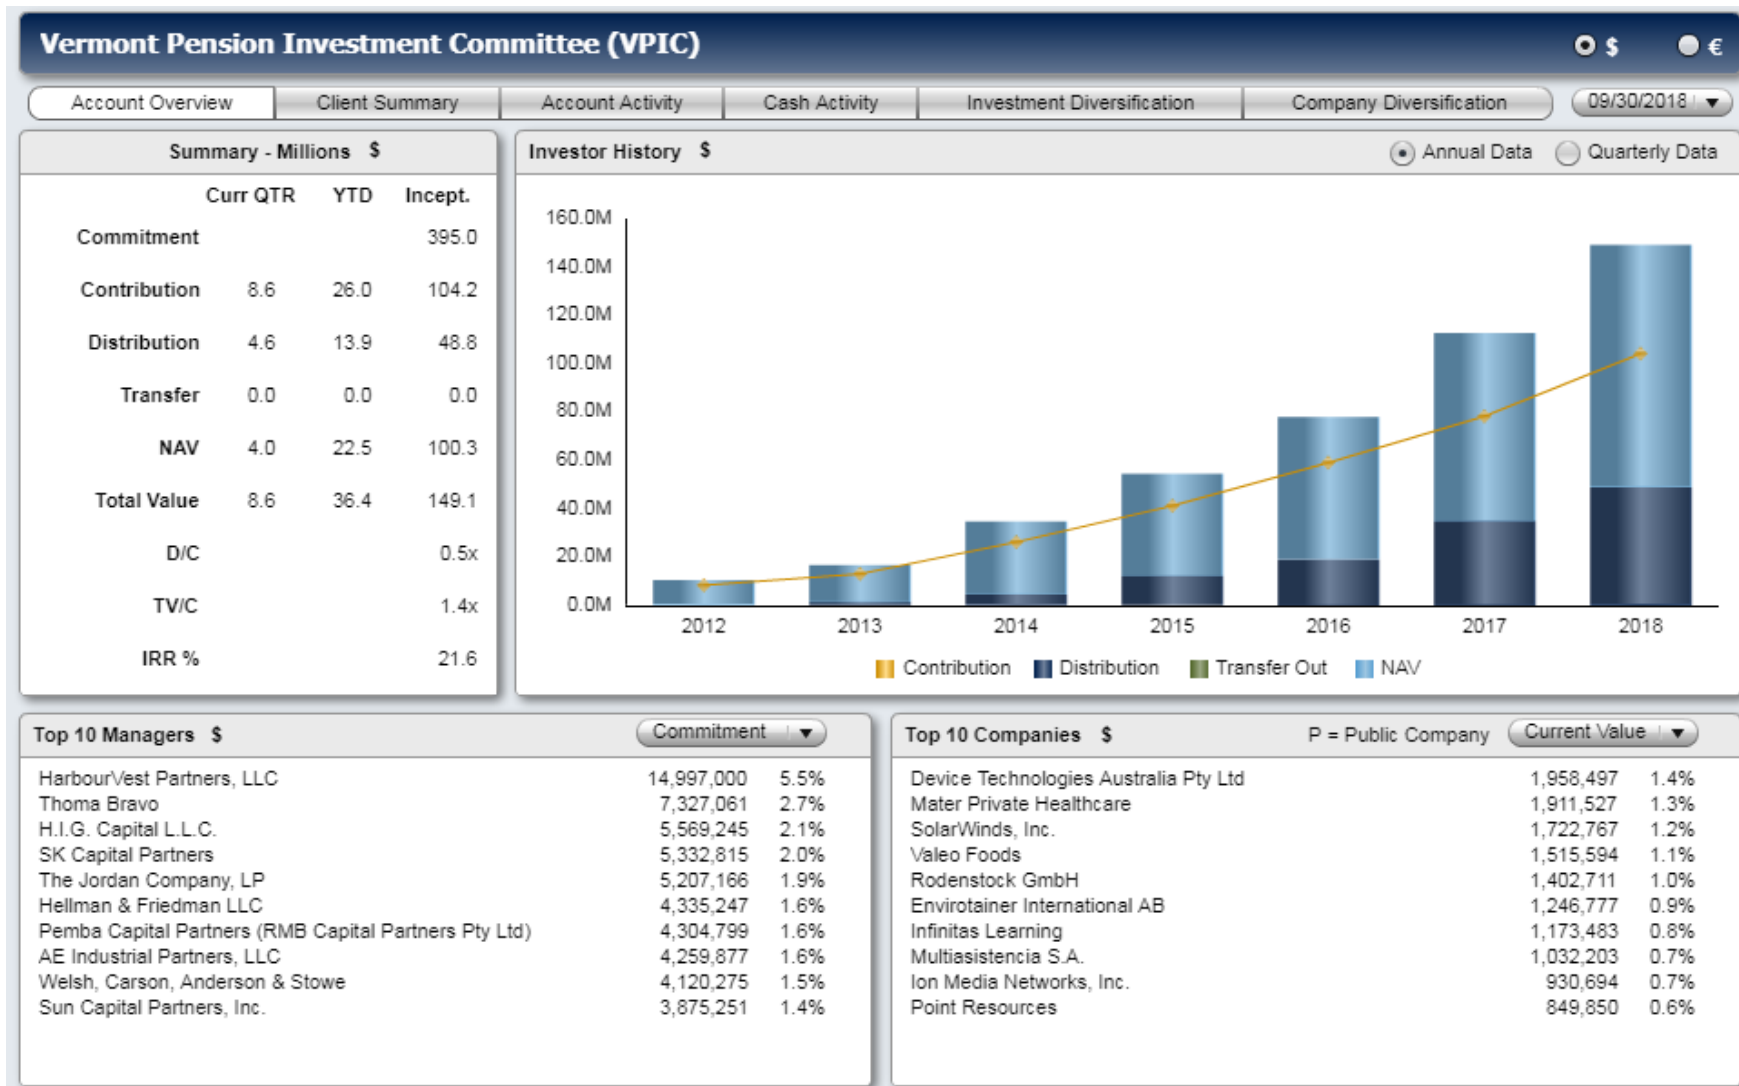 Vermont Pension Investment Committee (VPIC) $ €
Account Overview Client Summary Account Activity Cash Activity Investment Diversification Company Diversification 09/30/2018
Summary - Millions $
Curr QTR YTD Incept.
Commitment 395.0
Contribution 8.6 26.0 104.2
Distribution 4.6 13.9 48.8
Transfer 0.0 0.0 0.0
NAV 4.0 22.5 100.3
Total Value 8.6 36.4 149.1
D/C 0.5x
TV/C 1.4x
IRR % 21.6
Investor History $ Annual Data Quarterly Data
160.0M
140.0M
120.0M
100.0M
80.0M
60.0M
40.0M
20.0M
0.0M
2012 2013 2014 2015 2016 2017 2018
Contribution Distribution Transfer Out NAV
Top 10 Managers $ Commitment
HarbourVest Partners, LLC 14,997,000 5.5%
Thoma Bravo 7,327,061 2.7%
H.I.G. Capital L.L.C. 5,569,245 2.1%
SK Capital Partners 5,332,815 2.0%
The Jordan Company, LP 5,207,166 1.9%
Hellman & Friedman LLC 4,335,247 1.6%
Pemba Capital Partners (RMB Capital Partners Pty Ltd) 4,304,799 1.6%
AE Industrial Partners, LLC 4,259,877 1.6%
Welsh, Carson, Anderson & Stowe 4,120,275 1.5%
Sun Capital Partners, Inc. 3,875,251 1.4%
Top 10 Companies $ P = Public Company Current Value
Device Technologies Australia Pty Ltd 1,958,497 1.4%
Mater Private Healthcare 1,911,527 1.3%
SolarWinds, Inc. 1,722,767 1.2%
Valeo Foods 1,515,594 1.1%
Rodenstock GmbH 1,402,711 1.0%
Envirotainer International AB 1,246,777 0.9%
Infinitas Learning 1,173,483 0.8%
Multiasistencia S.A. 1,032,203 0.7%
Ion Media Networks, Inc. 930,694 0.7%
Point Resources 849,850 0.6%